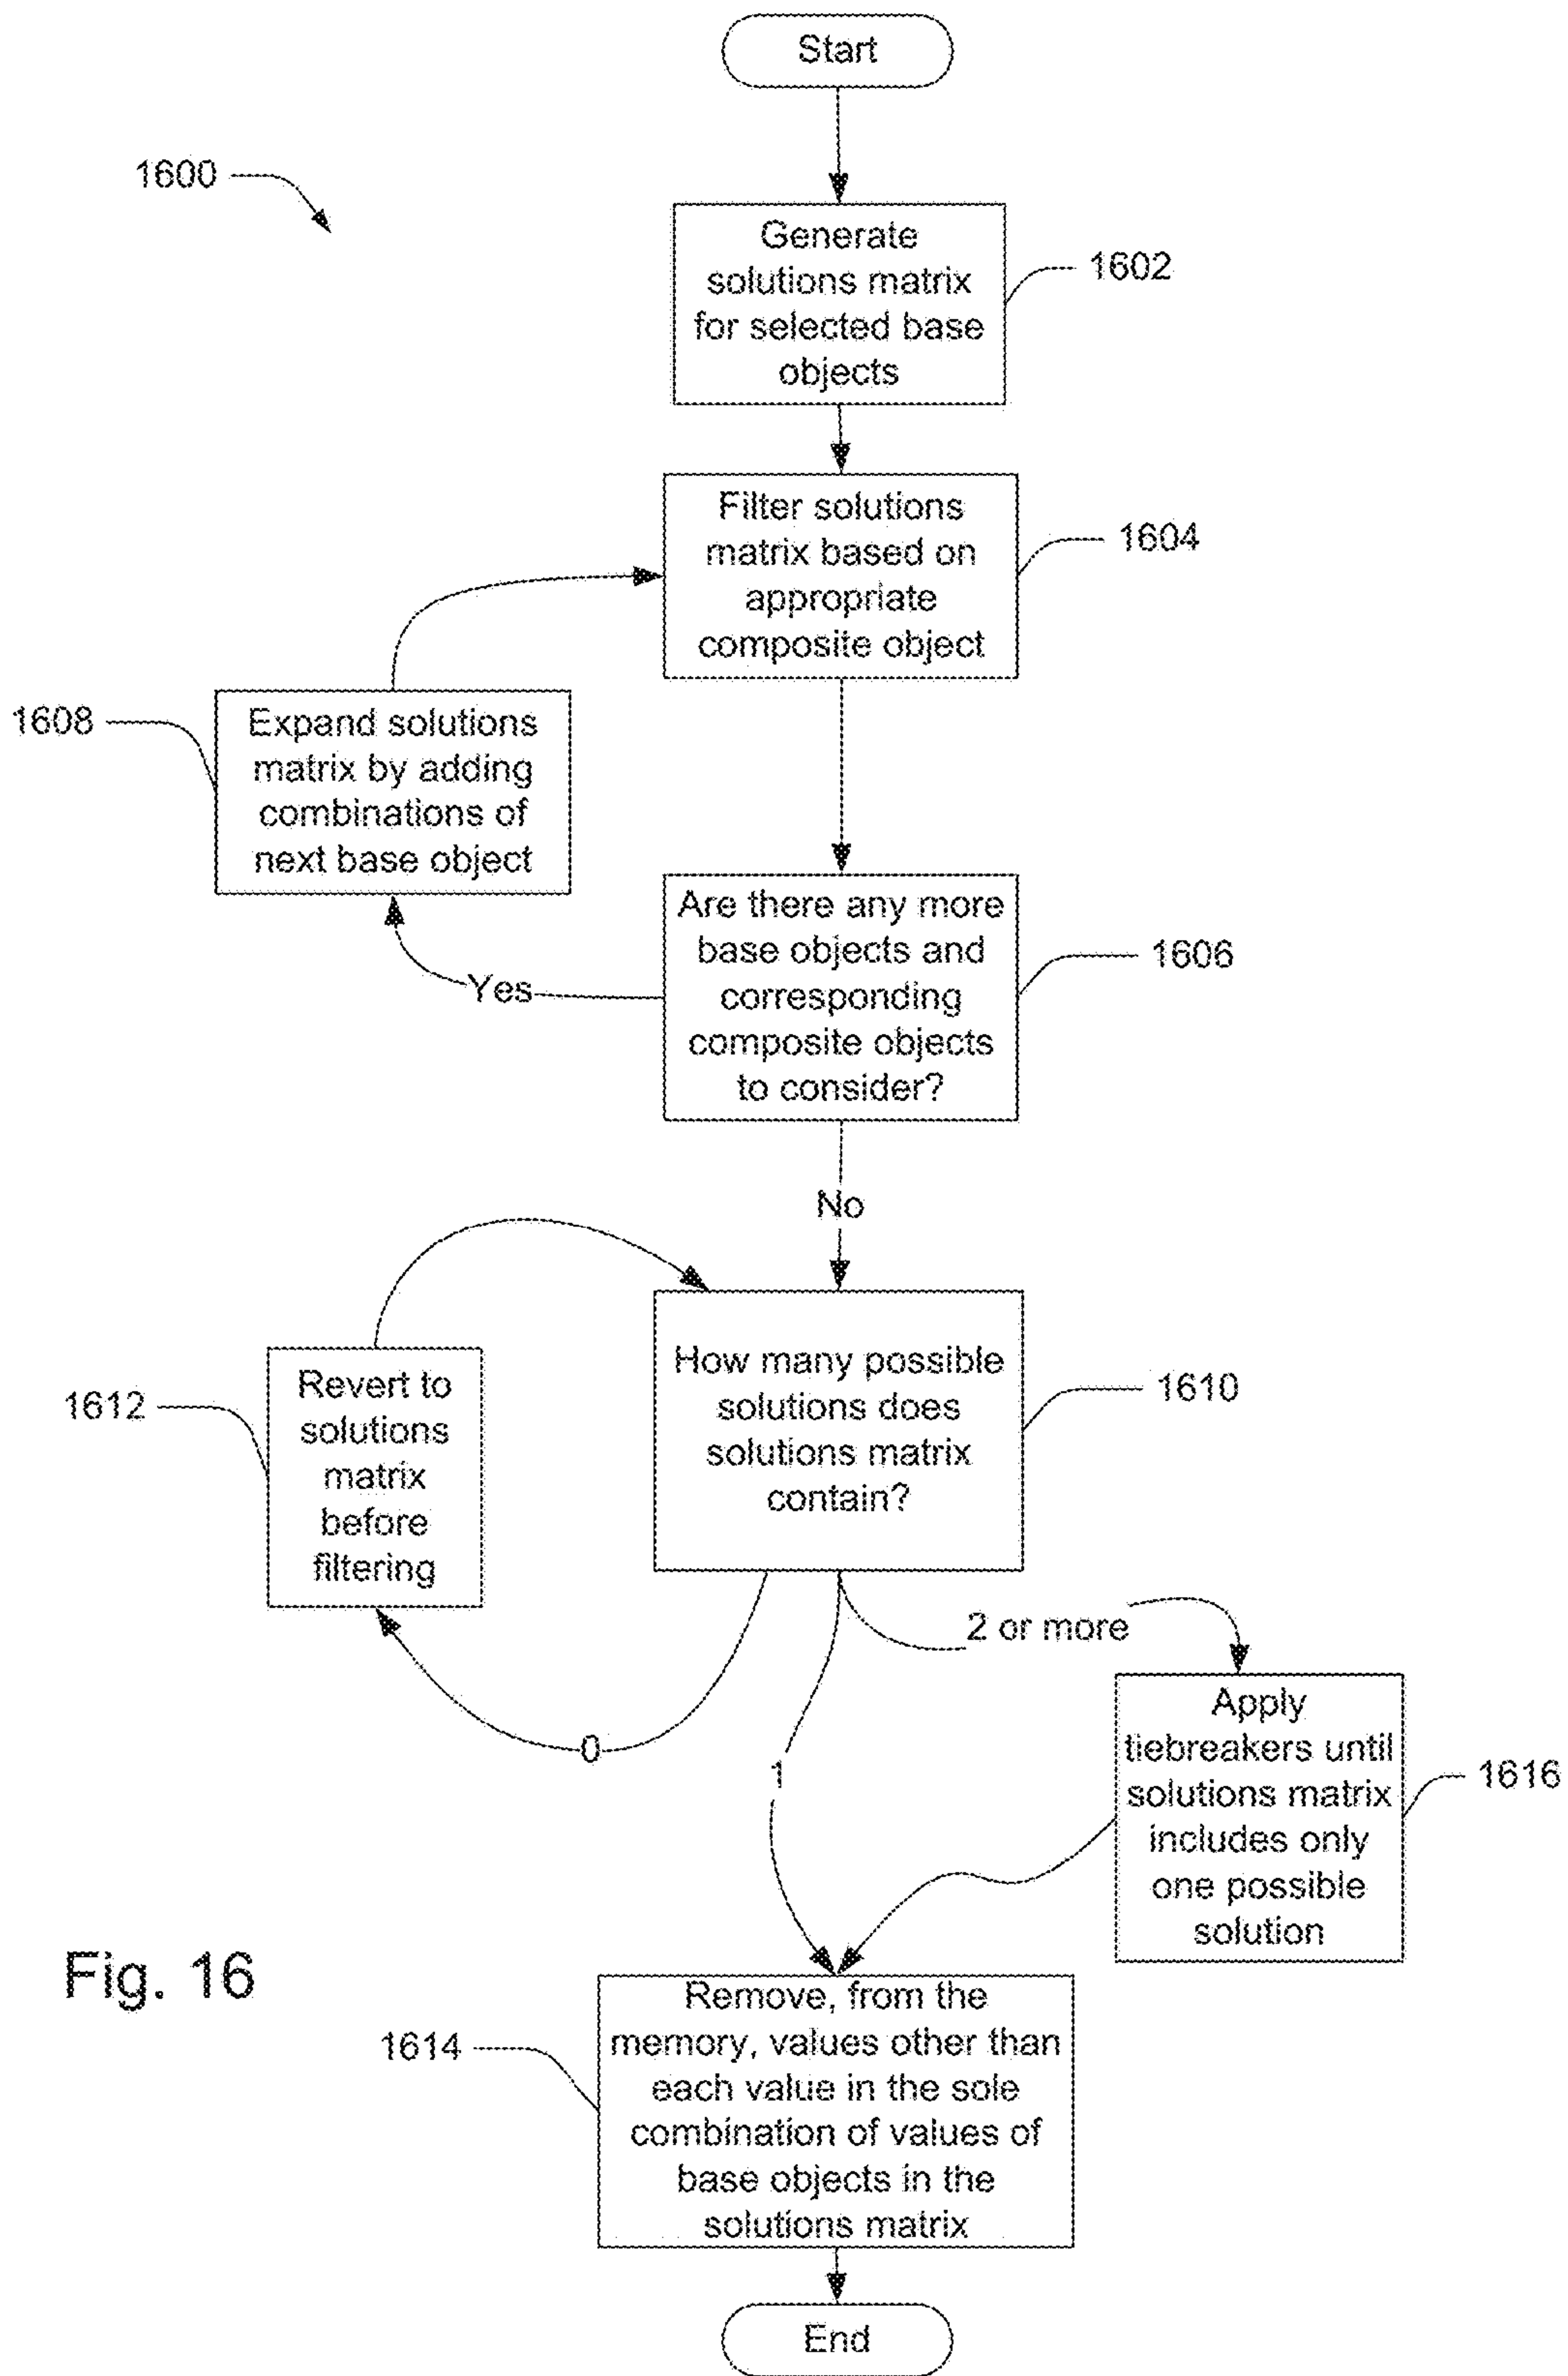 Start
1600
Generate
solutions matrix
for selected base
objects
1602
Filter solutions
matrix based on
appropriate
composite object
1604
1608
Expand solutions
matrix by adding
combinations of
next base object
Are there any more
base objects and
corresponding
composite objects
to consider?
1606
Yes
No
How many possible
solutions does
solutions matrix
contain?
1610
1612
Revert to
solutions
matrix
before
filtering
0
1
2 or more
Apply
tiebreakers until
solutions matrix
includes only
one possible
solution
1616
Fig. 16
1614
Remove, from the
memory, values other than
each value in the sole
combination of values of
base objects in the
solutions matrix
End